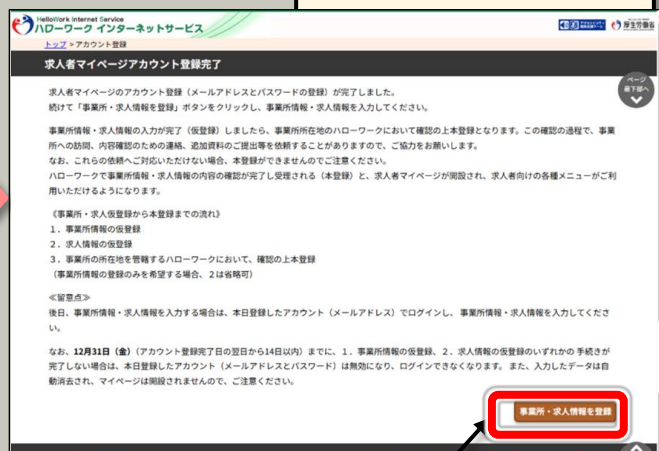 HelloWork Internet Service
ハローワーク インターネットサービス
厚生労働省
トップ > アカウント登録
求人者マイページアカウント登録完了
ページ
最下部へ
求人者マイページのアカウント登録（メールアドレスとパスワードの登録）が完了しました。
続けて「事業所・求人情報を登録」ボタンをクリックし、事業所情報・求人情報を入力してください。
事業所情報・求人情報の入力が完了（仮登録）しましたら、事業所所在地のハローワークにおいて確認の上本登録となります。この確認の過程で、事業
所への訪問、内容確認のための連絡、追加資料のご提出等を依頼することがありますので、ご協力をお願いします。
なお、これらの依頼へご対応いただけない場合、本登録ができませんのでご注意ください。
ハローワークで事業所情報・求人情報の内容の確認が完了し受理される（本登録）と、求人者マイページが開設され、求人者向けの各種メニューがご利
用いただけるようになります。
《事業所・求人仮登録から本登録までの流れ》
１．事業所情報の仮登録
２．求人情報の仮登録
３．事業所の所在地を管轄するハローワークにおいて、確認の上本登録
（事業所情報の登録のみを希望する場合、２は省略可）
≪留意点≫
後日、事業所情報・求人情報を入力する場合は、本日登録したアカウント（メールアドレス）でログインし、 事業所情報・求人情報を入力してくださ
い。
なお、12月31日（金）（アカウント登録完了日の翌日から14日以内）までに、１．事業所情報の仮登録、２．求人情報の仮登録のいずれかの 手続きが
完了しない場合は、本日登録したアカウント（メールアドレスとパスワード）は無効になり、ログインできなくなります。 また、入力したデータは自
動消去され、マイページは開設されませんので、ご注意ください。
事業所・求人情報を登録